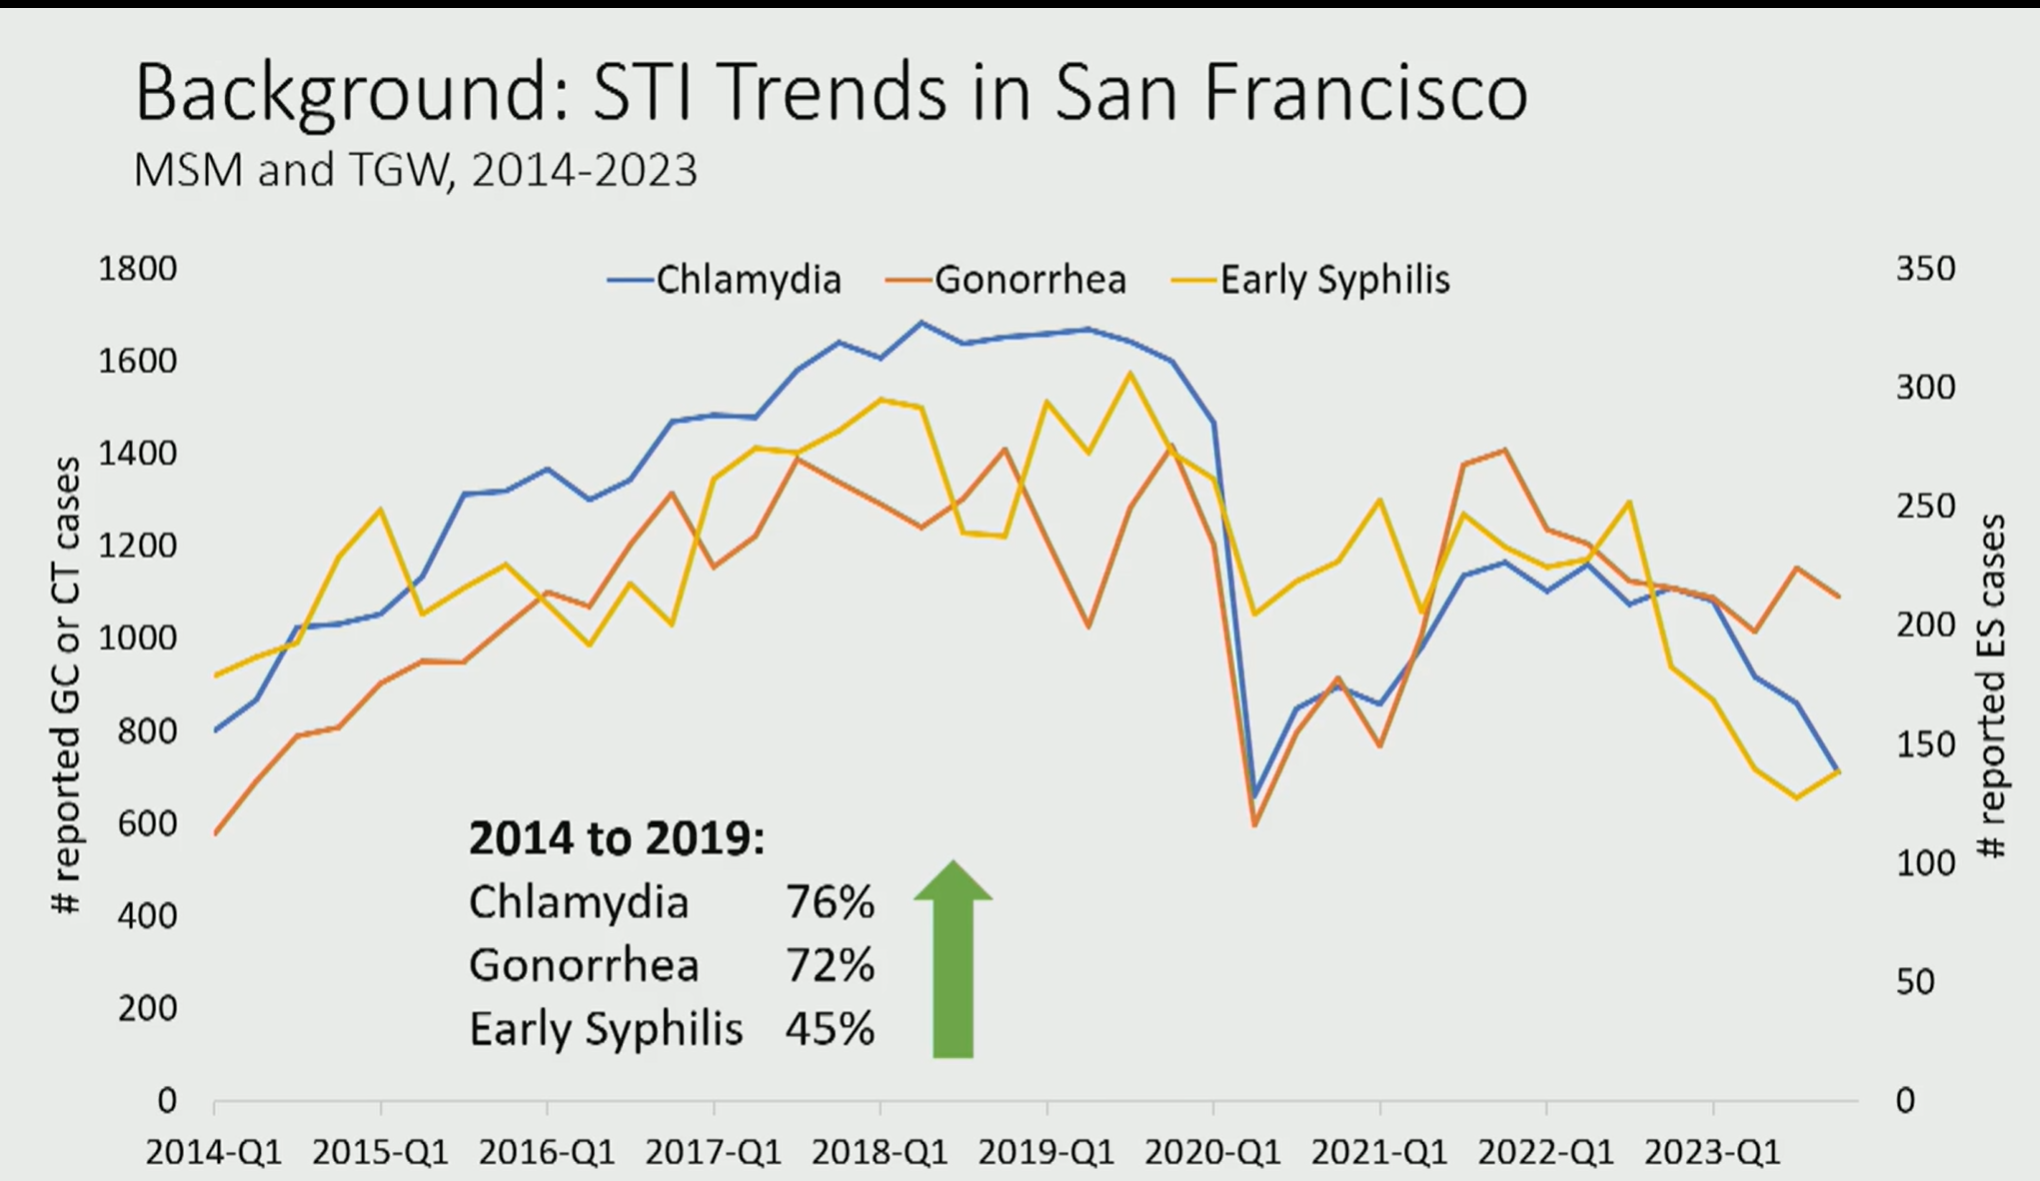 Background: STI Trends in San Francisco
MSM and TGW, 2014-2023
Chlamydia Gonorrhea Early Syphilis
# reported GC or CT cases
1800
1600
1400
1200
1000
800
600
400
200
0
2014 to 2019:
Chlamydia 76%
Gonorrhea 72%
Early Syphilis 45%
350
300
250
200
150
100
50
0
# reported ES cases
2014-Q1 2015-Q1 2016-Q1 2017-Q1 2018-Q1 2019-Q1 2020-Q1 2021-Q1 2022-Q1 2023-Q1